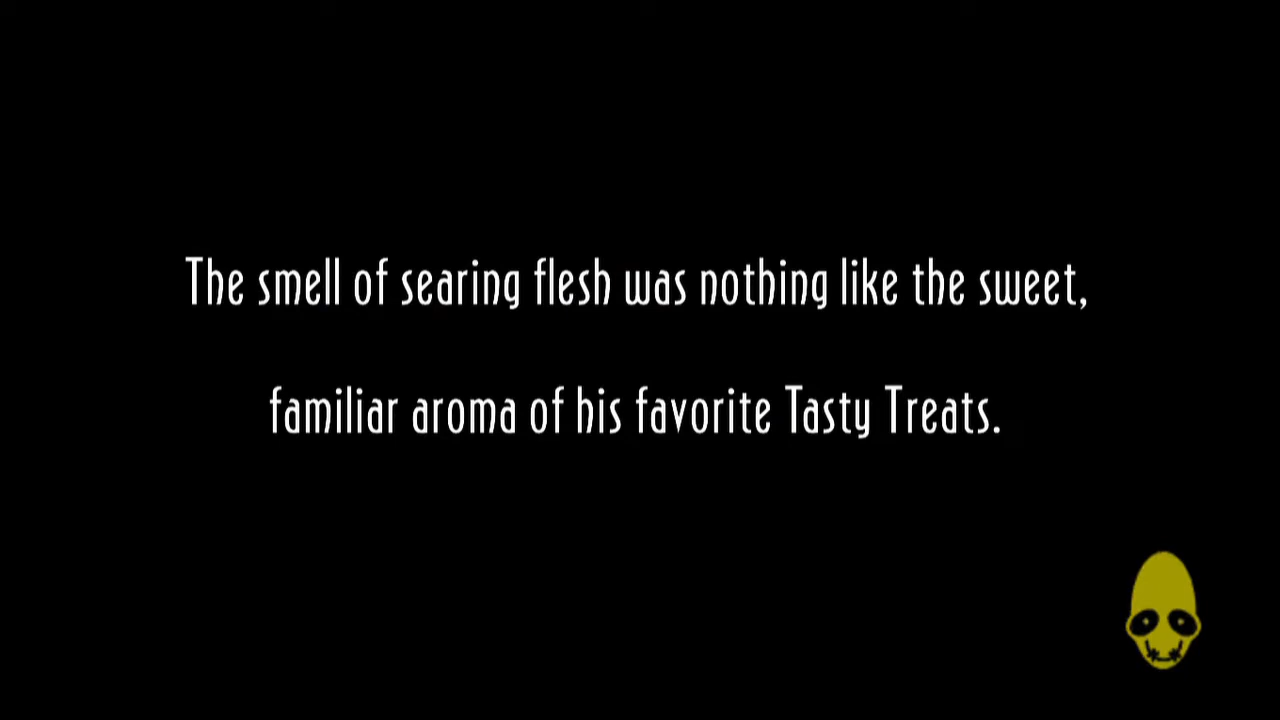 The smell of searing flesh was nothing like the sweet,
familiar aroma of his favorite Tasty Treats.